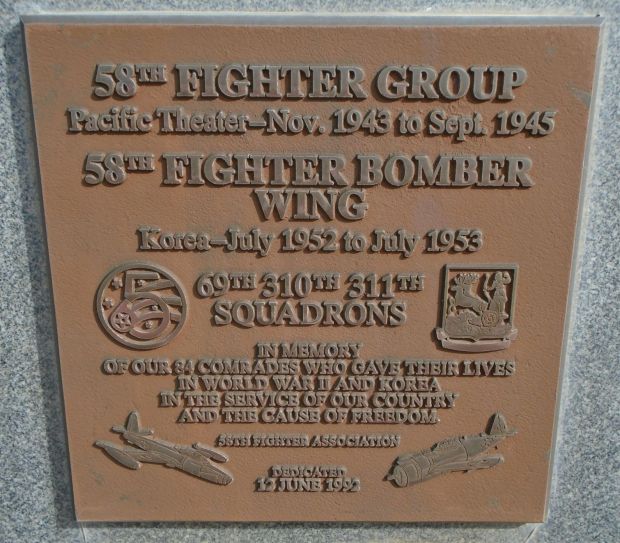 58TH FIGHTER GROUP
Pacific Theater—Nov. 1943 to Sept. 1945
58TH FIGHTER BOMBER
WING
Korea—July 1952 to July 1953
5
69TH 310TH 311TH
SQUADRONS
IN MEMORY
OF OUR 84 COMRADES WHO GAVE THEIR LIVES
IN WORLD WAR II AND KOREA
IN THE SERVICE OF OUR COUNTRY
AND THE CAUSE OF FREEDOM.
58TH FIGHTER ASSOCIATION
DEDICATED
12 JUNE 1992